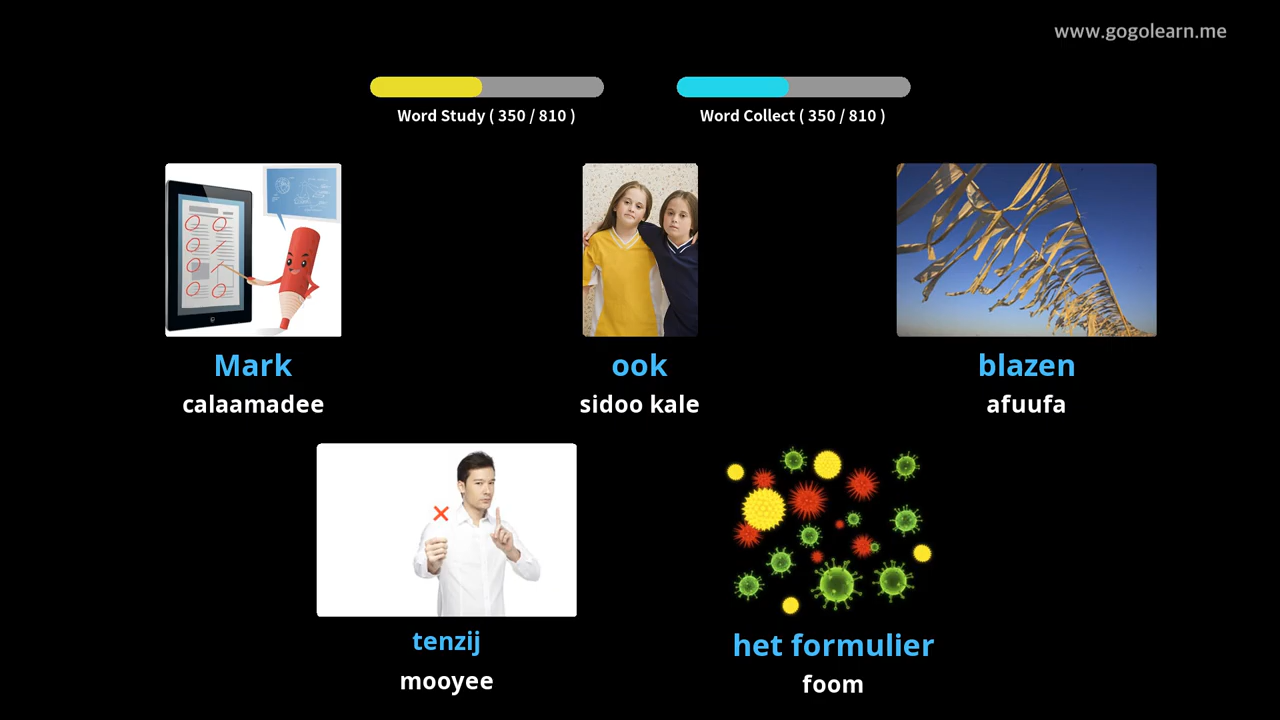 www.gogolearn.me
Word Study ( 350 / 810 )
Word Collect ( 350 / 810 )
Mark
calaamadee
ook
sidoo kale
blazen
afuufa
tenzij
mooyee
het formulier
foom